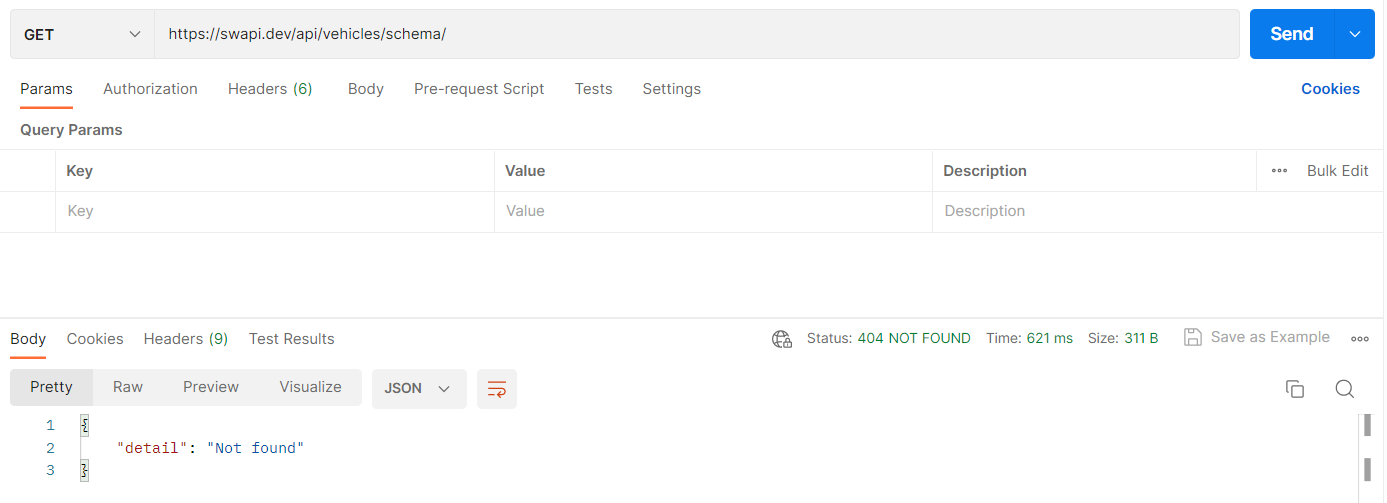 GET https://swapi.dev/api/vehicles/schema/ Send
Params Authorization Headers (6) Body Pre-request Script Tests Settings Cookies
Query Params
Key Value Description Bulk Edit
Key Value Description
Body Cookies Headers (9) Test Results Status: 404 NOT FOUND Time: 621 ms Size: 311 B Save as Example
Pretty Raw Preview Visualize JSON
1 {
2 "detail": "Not found"
3 }